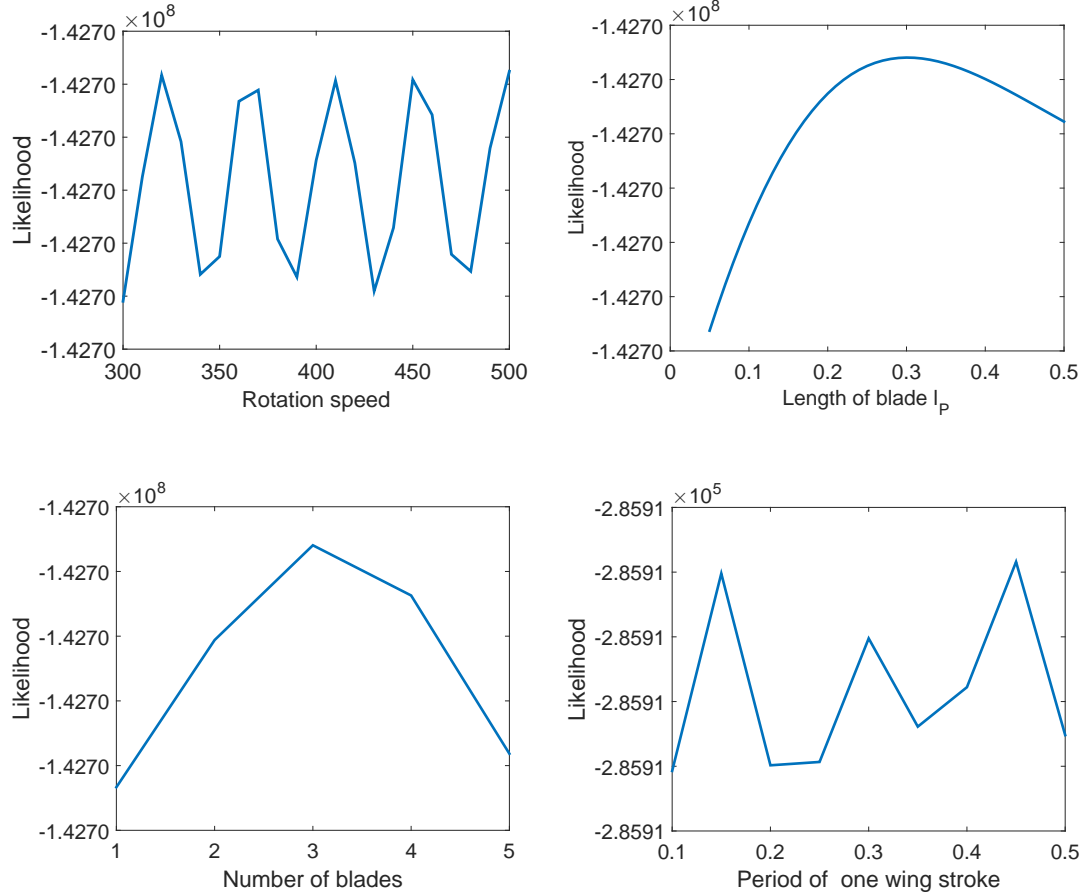 ×10^8
-1.4270
-1.4270
-1.4270
-1.4270
-1.4270
-1.4270
-1.4270
Likelihood
300 350 400 450 500
Rotation speed
×10^8
-1.4270
-1.4270
-1.4270
-1.4270
-1.4270
-1.4270
-1.4270
Likelihood
0 0.1 0.2 0.3 0.4 0.5
Length of blade l_P
×10^8
-1.4270
-1.4270
-1.4270
-1.4270
-1.4270
-1.4270
Likelihood
1 2 3 4 5
Number of blades
×10^5
-2.8591
-2.8591
-2.8591
-2.8591
-2.8591
-2.8591
Likelihood
0.1 0.2 0.3 0.4 0.5
Period of one wing stroke